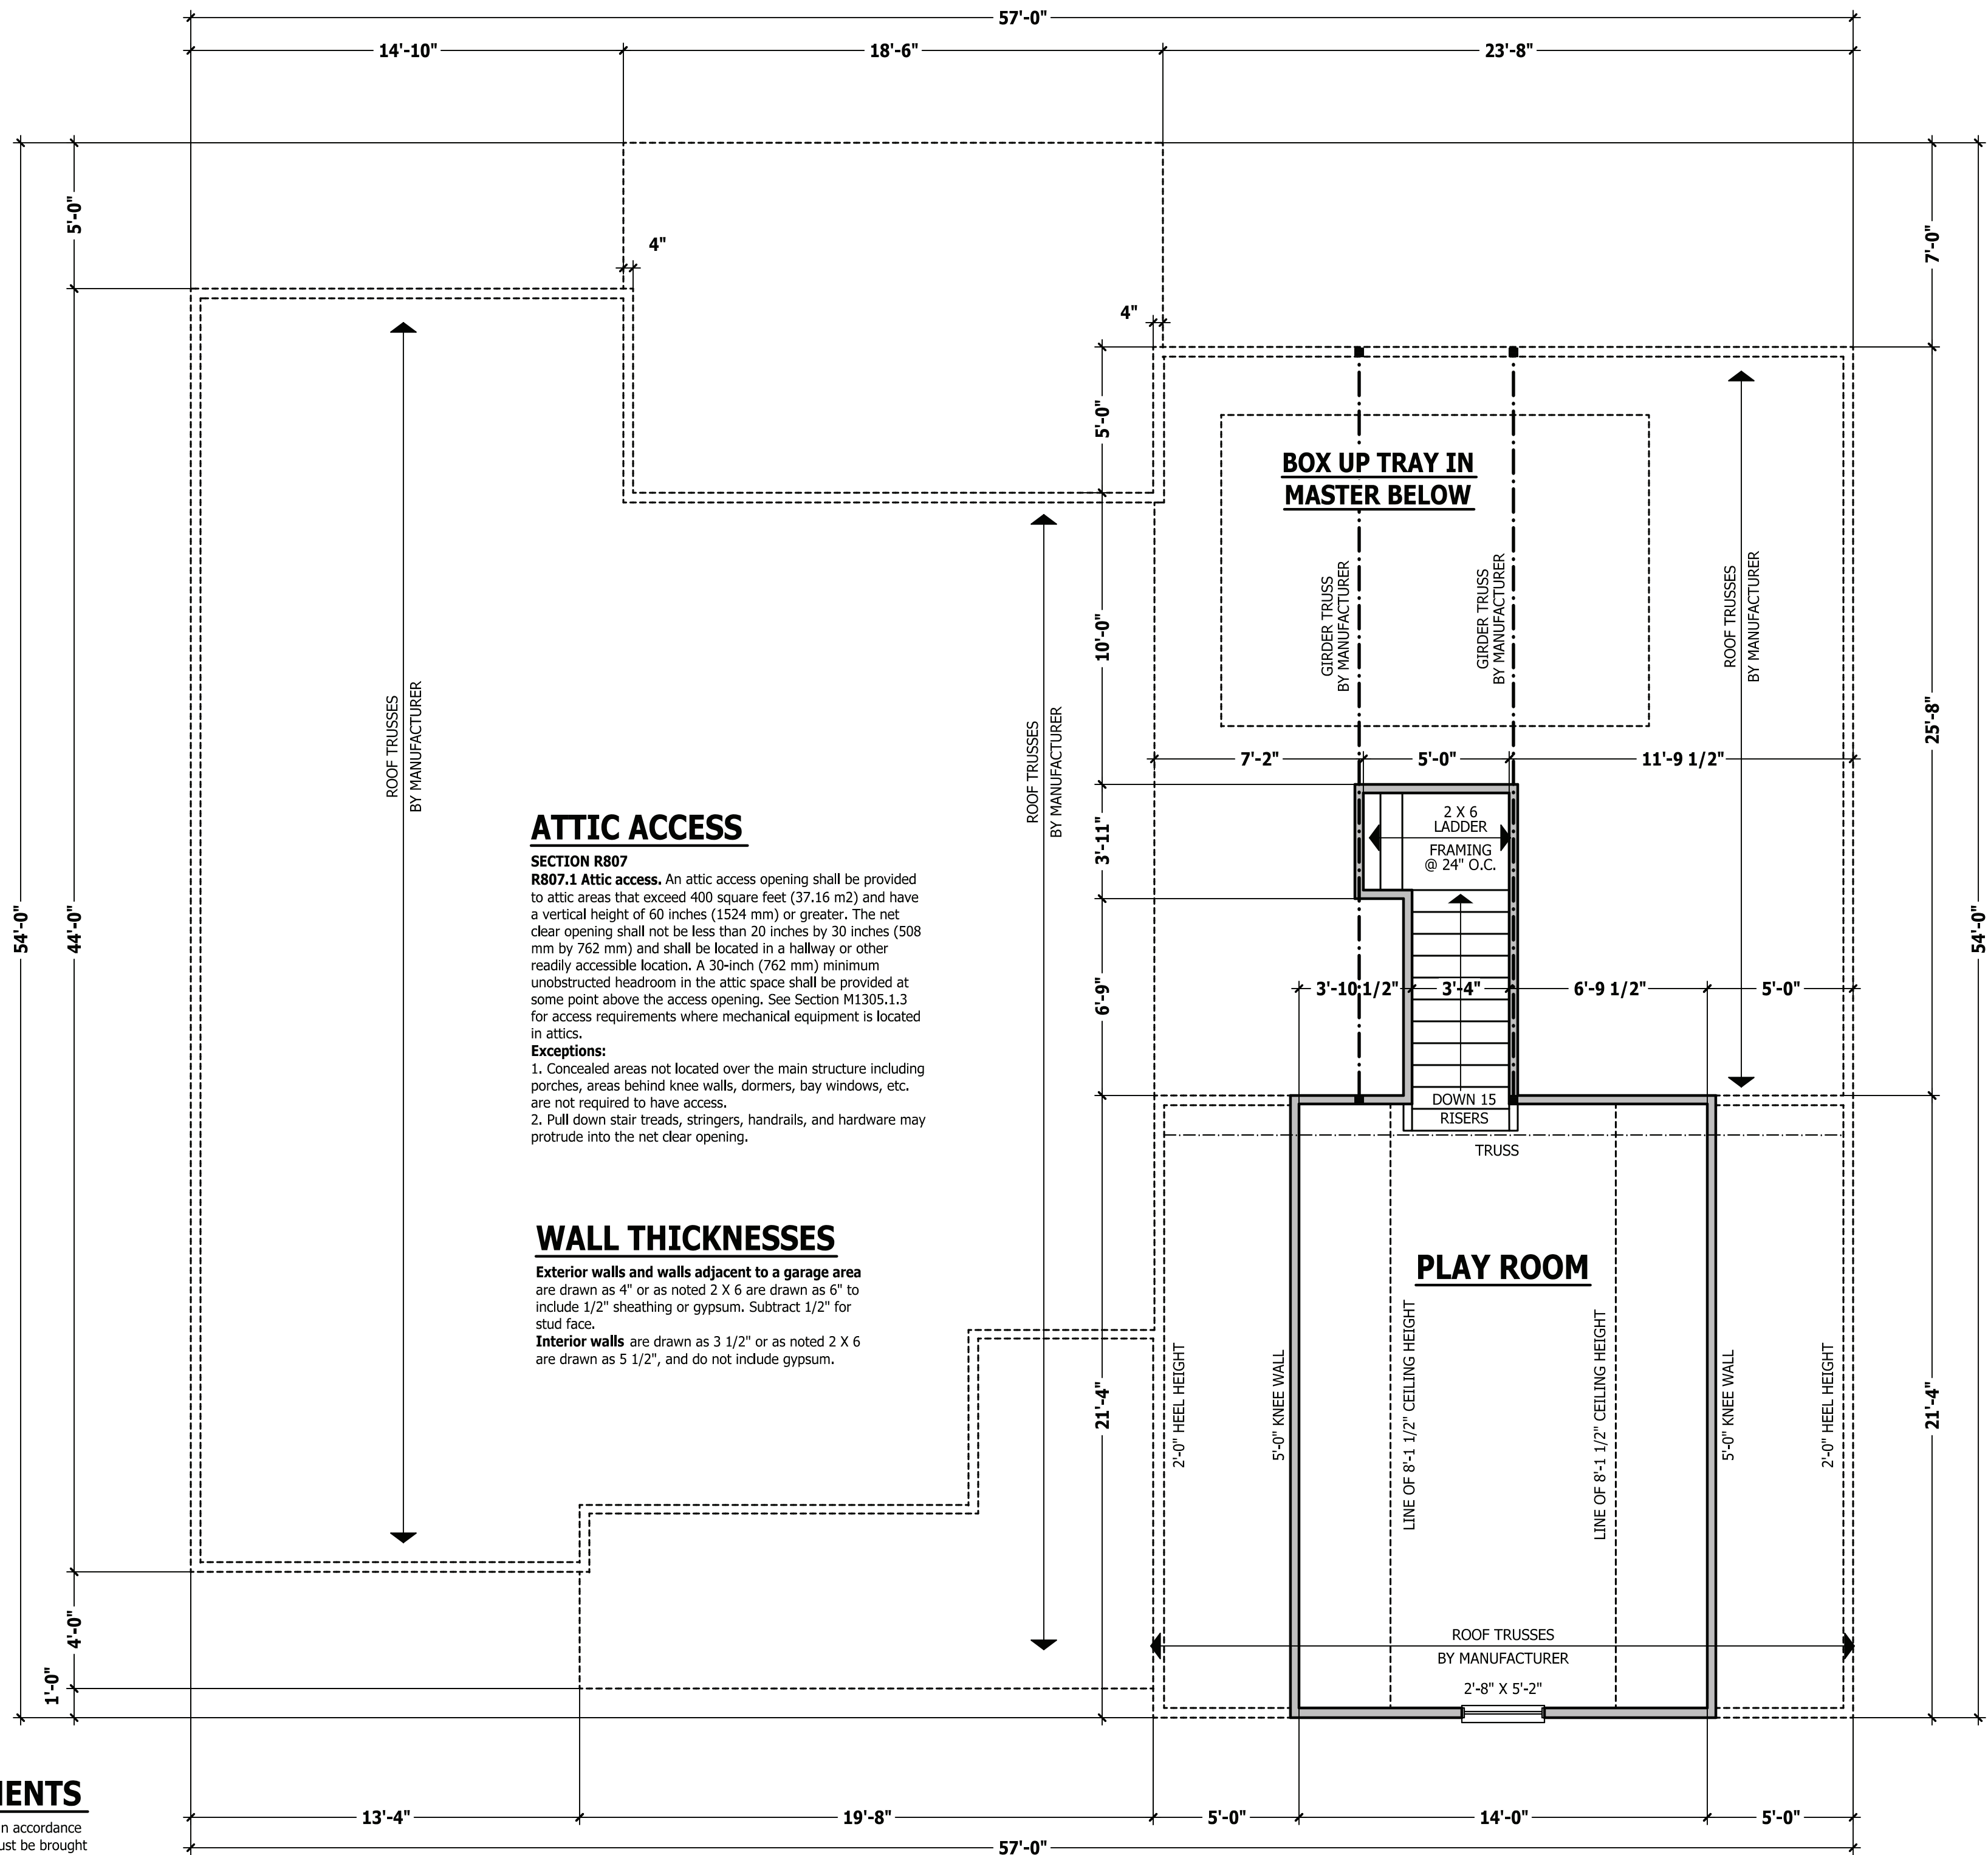 57'-0"
14'-10" 18'-6" 23'-8"
5'-0"
7'-0"
4"
4"
5'-0"
BOX UP TRAY IN
MASTER BELOW
GIRDER TRUSS
BY MANUFACTURER
GIRDER TRUSS
BY MANUFACTURER
ROOF TRUSSES
BY MANUFACTURER
10'-0"
25'-8"
ROOF TRUSSES
BY MANUFACTURER
ROOF TRUSSES
BY MANUFACTURER
7'-2" 5'-0" 11'-9 1/2"
54'-0"
44'-0"
54'-0"
3'-11"
2 X 6
LADDER
FRAMING
@ 24" O.C.
ATTIC ACCESS
SECTION R807
R807.1 Attic access. An attic access opening shall be provided
to attic areas that exceed 400 square feet (37.16 m2) and have
a vertical height of 60 inches (1524 mm) or greater. The net
clear opening shall not be less than 20 inches by 30 inches (508
mm by 762 mm) and shall be located in a hallway or other
readily accessible location. A 30-inch (762 mm) minimum
unobstructed headroom in the attic space shall be provided at
some point above the access opening. See Section M1305.1.3
for access requirements where mechanical equipment is located
in attics.
Exceptions:
1. Concealed areas not located over the main structure including
porches, areas behind knee walls, dormers, bay windows, etc.
are not required to have access.
2. Pull down stair treads, stringers, handrails, and hardware may
protrude into the net clear opening.
6'-9"
3'-10 1/2" 3'-4" 6'-9 1/2" 5'-0"
DOWN 15
RISERS
TRUSS
WALL THICKNESSES
Exterior walls and walls adjacent to a garage area
are drawn as 4" or as noted 2 X 6 are drawn as 6" to
include 1/2" sheathing or gypsum. Subtract 1/2" for
stud face.
Interior walls are drawn as 3 1/2" or as noted 2 X 6
are drawn as 5 1/2", and do not include gypsum.
PLAY ROOM
21'-4"
2'-0" HEEL HEIGHT
5'-0" KNEE WALL
LINE OF 8'-1 1/2" CEILING HEIGHT
LINE OF 8'-1 1/2" CEILING HEIGHT
5'-0" KNEE WALL
2'-0" HEEL HEIGHT
21'-4"
4'-0"
1'-0"
ROOF TRUSSES
BY MANUFACTURER
2'-8" X 5'-2"
MENTS
n accordance
ust be brought
13'-4" 19'-8" 5'-0" 14'-0" 5'-0"
57'-0"